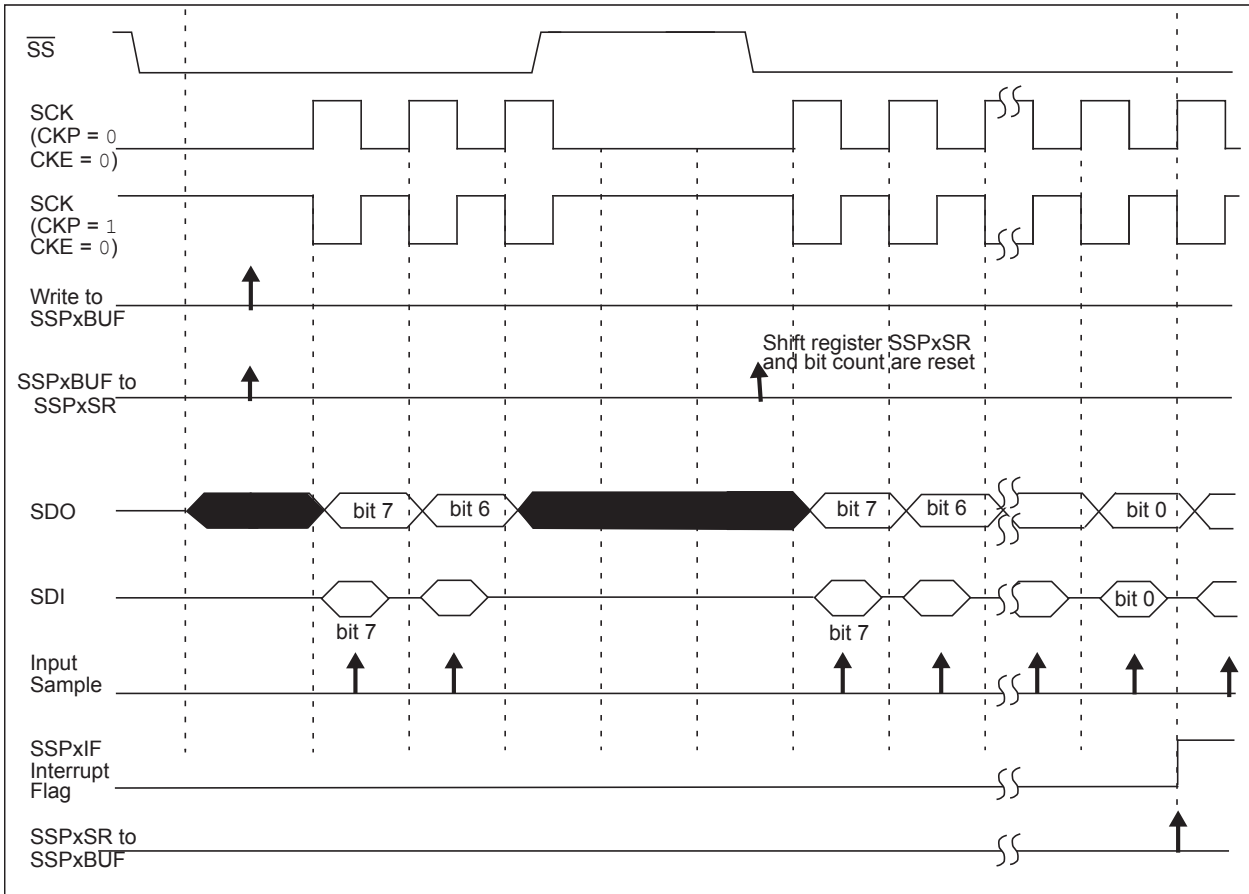 SS
SCK
(CKP = 0
CKE = 0)
SCK
(CKP = 1
CKE = 0)
Write to
SSPxBUF
Shift register SSPxSR
and bit count are reset
SSPxBUF to
SSPxSR
SDO
bit 7
bit 6
bit 7
bit 6
bit 0
SDI
bit 0
bit 7
bit 7
Input
Sample
SSPxIF
Interrupt
Flag
SSPxSR to
SSPxBUF